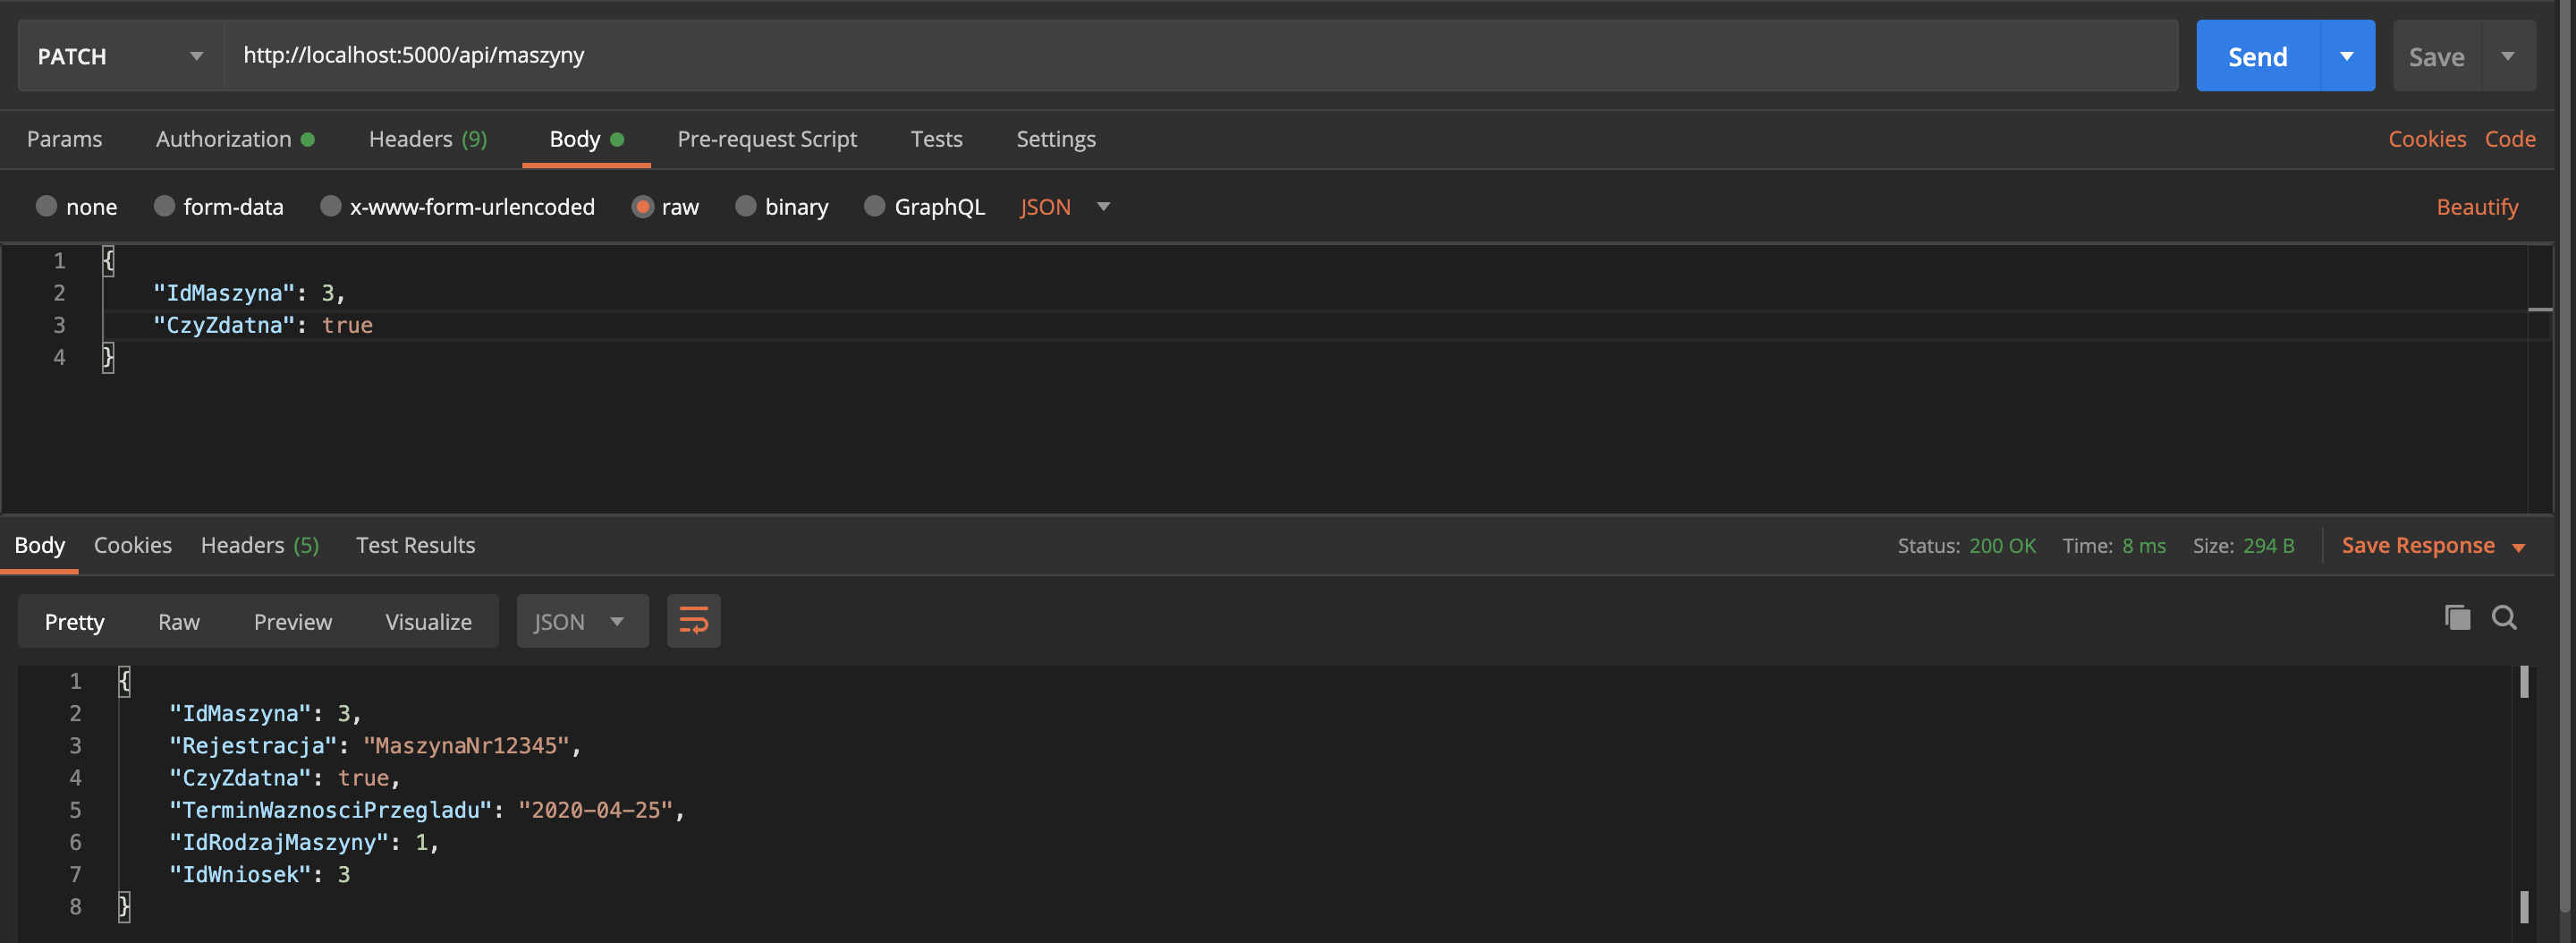 PATCH http://localhost:5000/api/maszyny Send Save
Params Authorization Headers (9) Body Pre-request Script Tests Settings Cookies Code
none form-data x-www-form-urlencoded raw binary GraphQL JSON Beautify
1 {
2 "IdMaszyna": 3,
3 "CzyZdatna": true
4 }
Body Cookies Headers (5) Test Results Status: 200 OK Time: 8 ms Size: 294 B Save Response
Pretty Raw Preview Visualize JSON
1 {
2 "IdMaszyna": 3,
3 "Rejestracja": "MaszynaNr12345",
4 "CzyZdatna": true,
5 "TerminWaznosciPrzegladu": "2020-04-25",
6 "IdRodzajMaszyny": 1,
7 "IdWniosek": 3
8 }